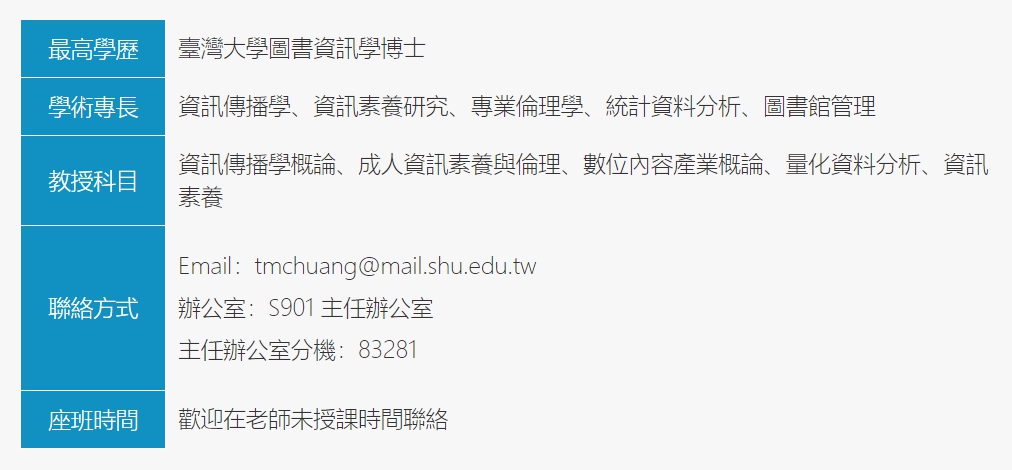 最高學歷 臺灣大學圖書資訊學博士
學術專長 資訊傳播學、資訊素養研究、專業倫理學、統計資料分析、圖書館管理
教授科目 資訊傳播學概論、成人資訊素養與倫理、數位內容產業概論、量化資料分析、資訊
素養
聯絡方式
Email：tmchuang@mail.shu.edu.tw
辦公室：S901 主任辦公室
主任辦公室分機：83281
座班時間 歡迎在老師未授課時間聯絡